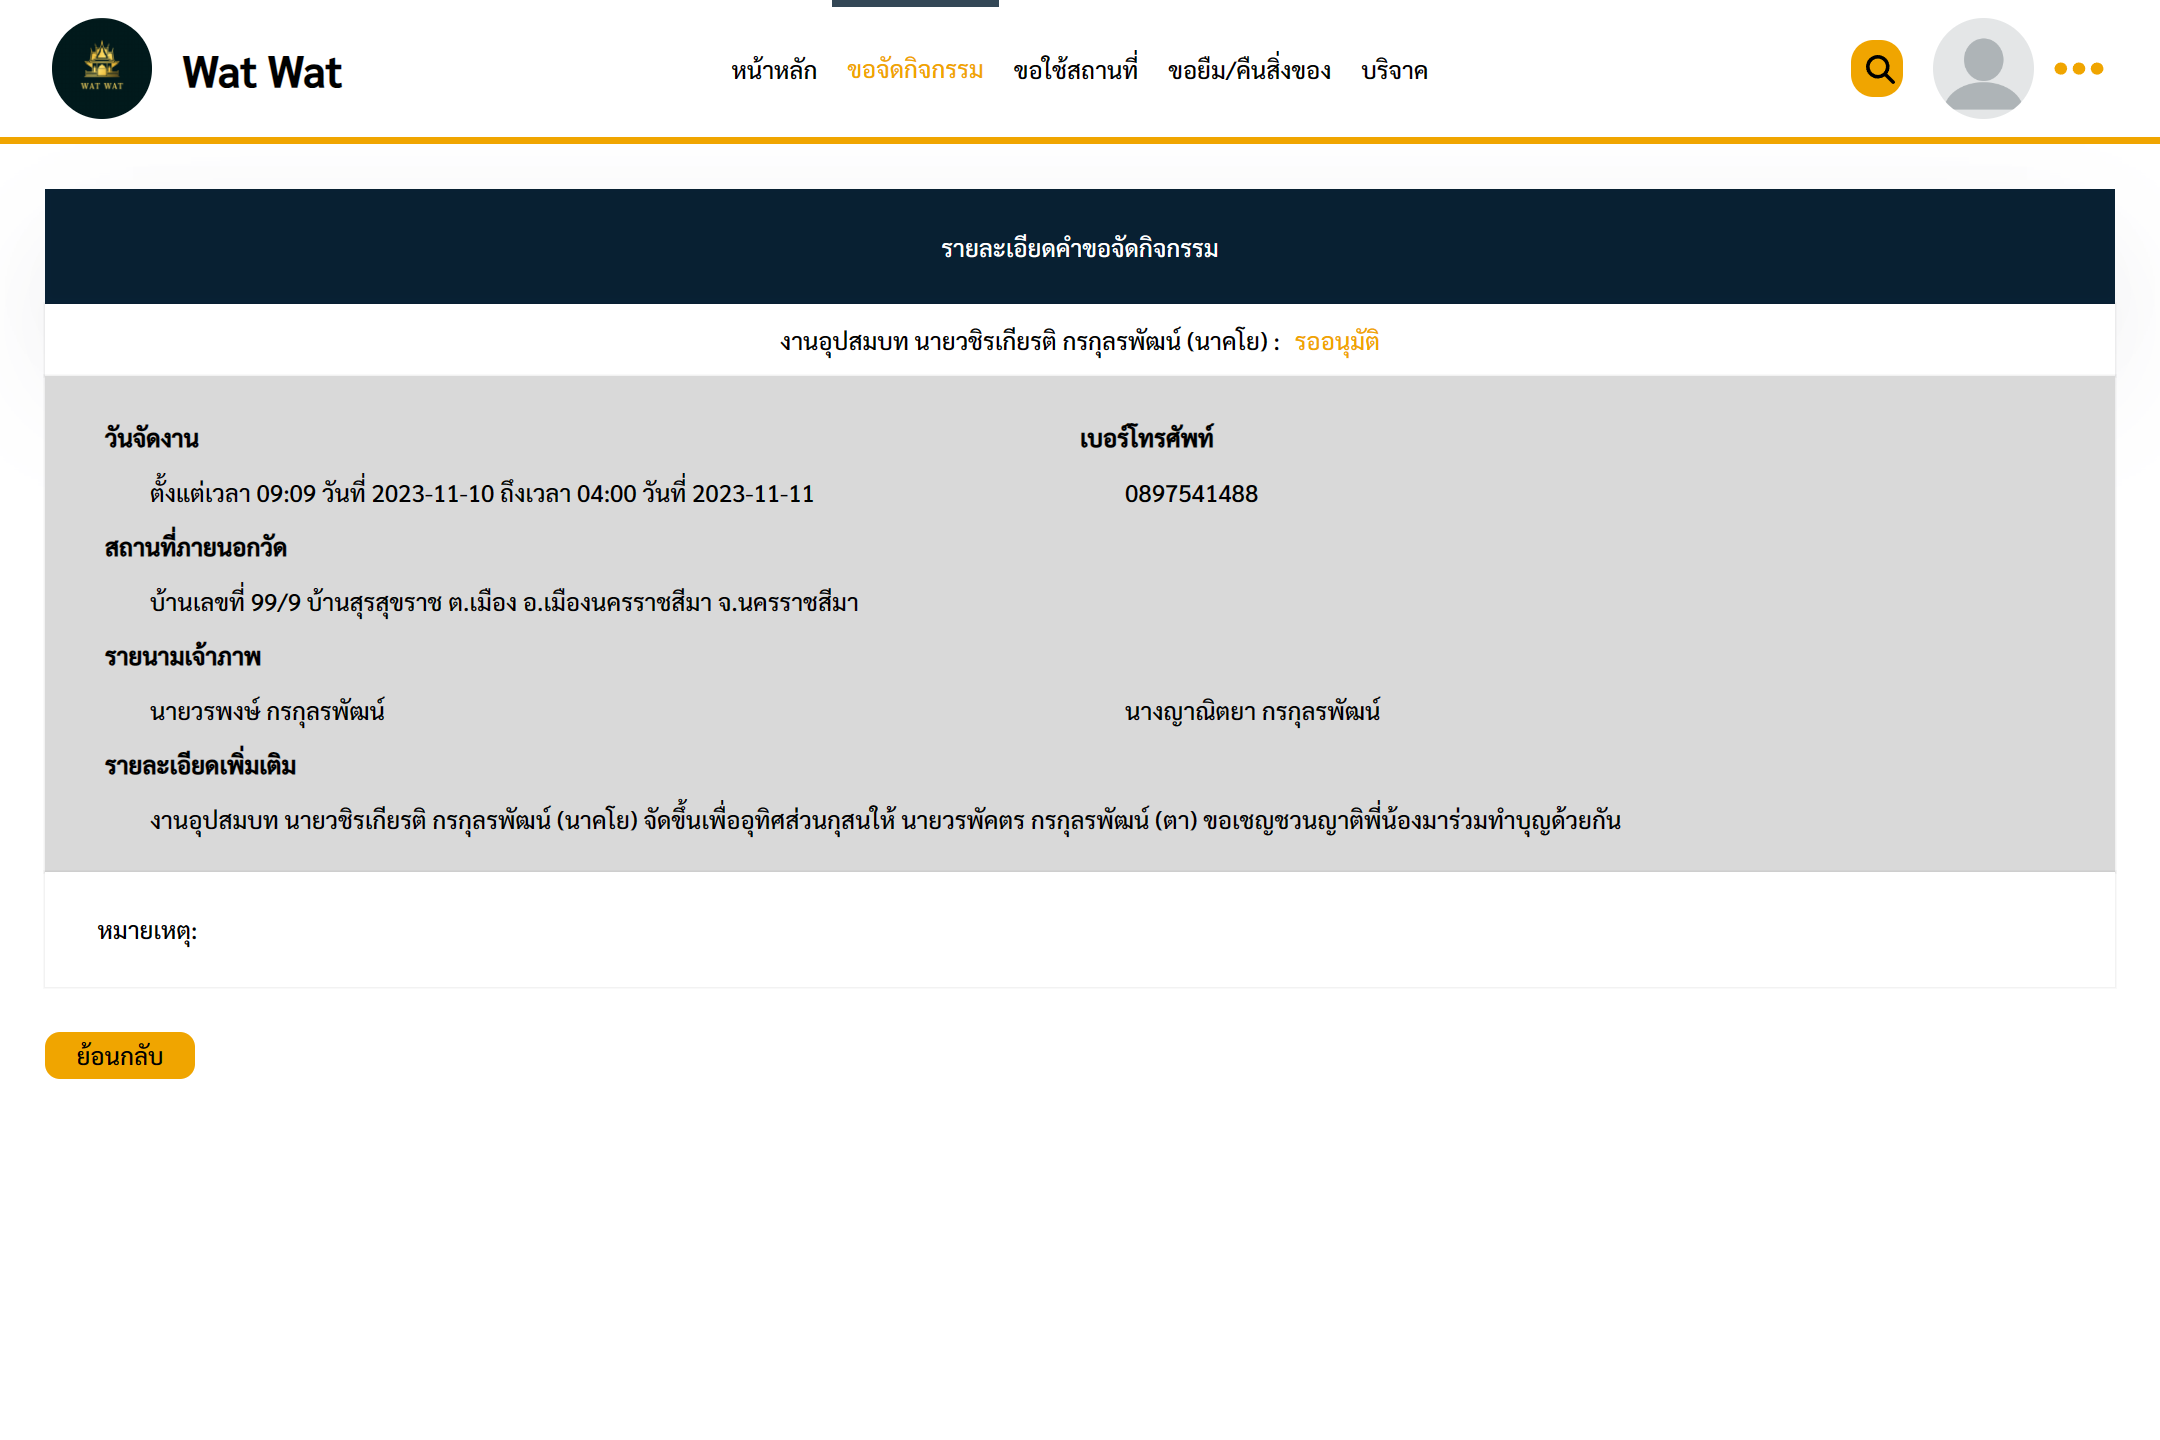 WAT WAT
Wat Wat
หน้าหลัก ขอจัดกิจกรรม ขอใช้สถานที่ ขอยืม/คืนสิ่งของ บริจาค
รายละเอียดคำขอจัดกิจกรรม
งานอุปสมบท นายวชิรเกียรติ กรกุลรพัฒน์ (นาคโย) : รออนุมัติ
วันจัดงาน เบอร์โทรศัพท์
ตั้งแต่เวลา 09:09 วันที่ 2023-11-10 ถึงเวลา 04:00 วันที่ 2023-11-11 0897541488
สถานที่ภายนอกวัด
บ้านเลขที่ 99/9 บ้านสุรสุขราช ต.เมือง อ.เมืองนครราชสีมา จ.นครราชสีมา
รายนามเจ้าภาพ
นายวรพงษ์ กรกุลรพัฒน์ นางญาณิตยา กรกุลรพัฒน์
รายละเอียดเพิ่มเติม
งานอุปสมบท นายวชิรเกียรติ กรกุลรพัฒน์ (นาคโย) จัดขึ้นเพื่ออุทิศส่วนกุสนให้ นายวรพัคตร กรกุลรพัฒน์ (ตา) ขอเชญชวนญาติพี่น้องมาร่วมทำบุญด้วยกัน
หมายเหตุ:
ย้อนกลับ